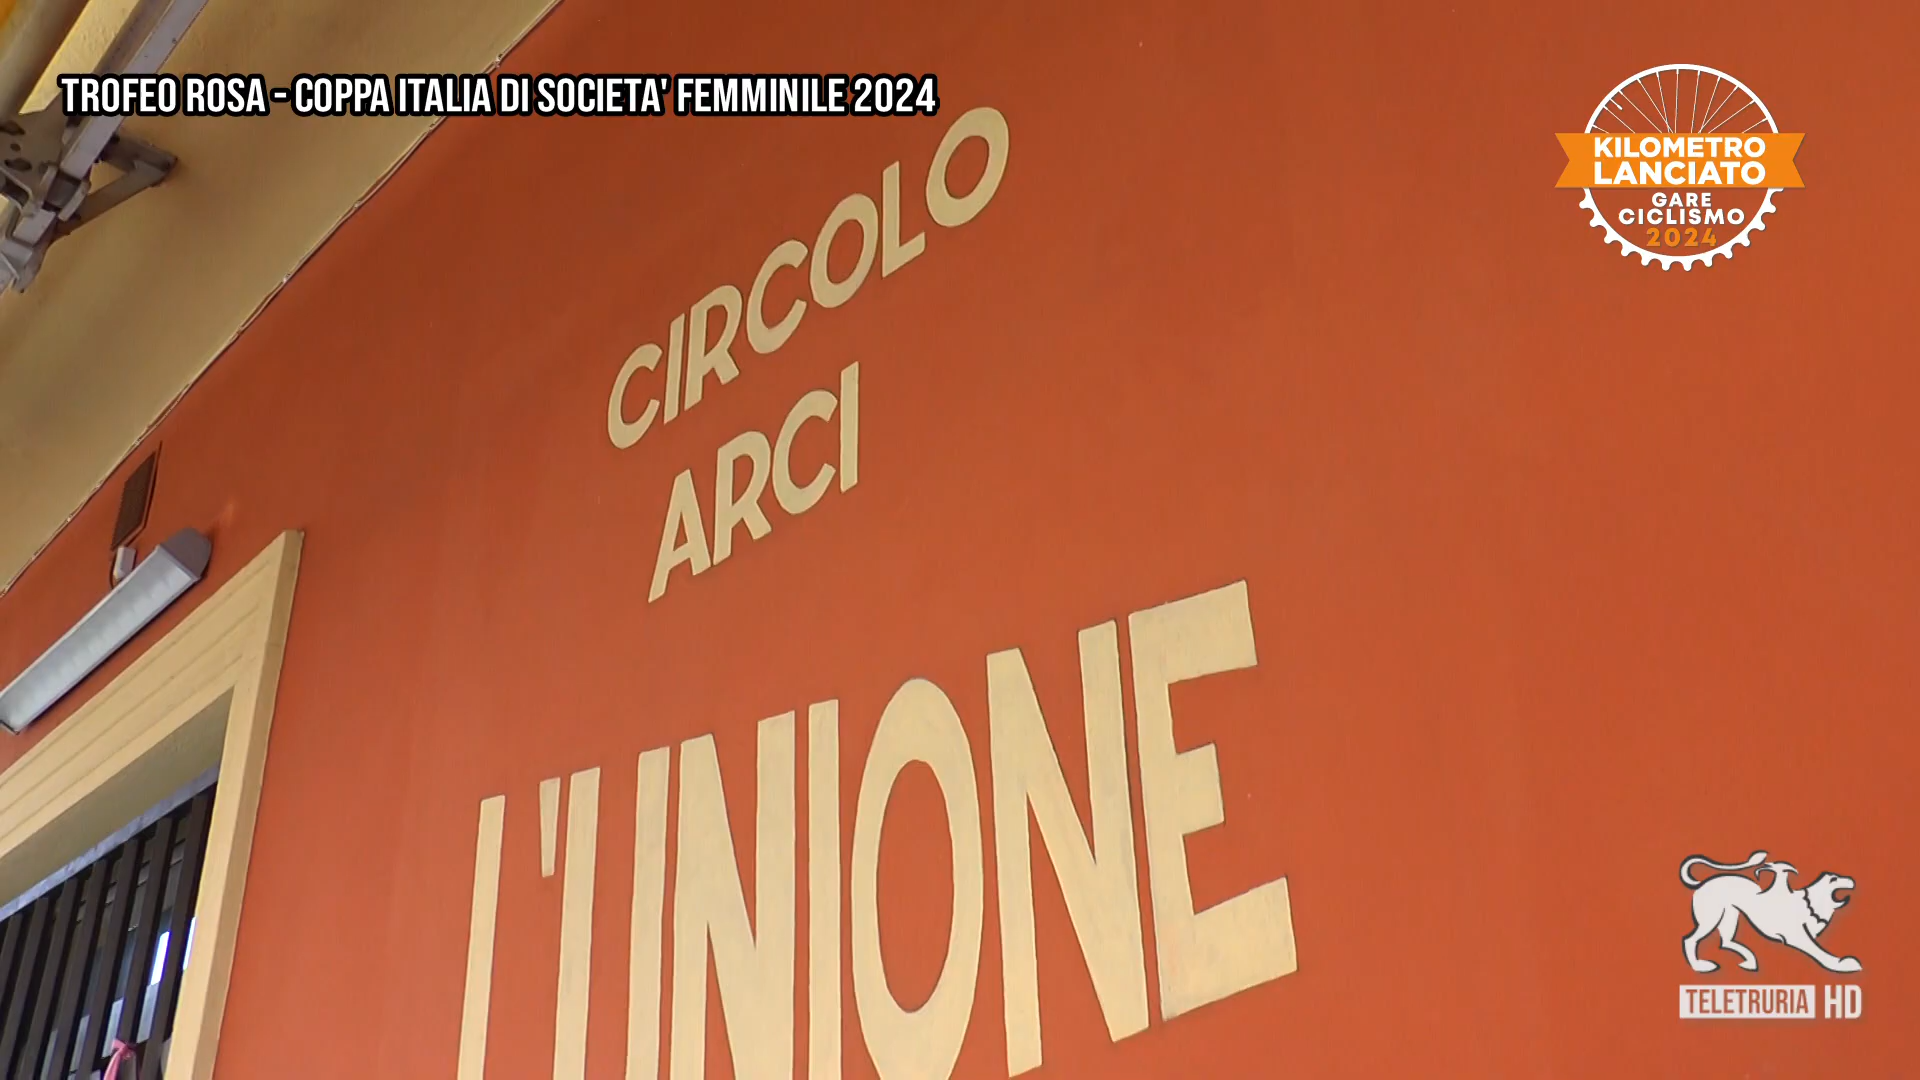 TROFEO ROSA - COPPA ITALIA DI SOCIETA' FEMMINILE 2024
KILOMETRO
LANCIATO
GARE
CICLISMO
2024
CIRCOLO
ARCI
L'UNIONE
TELETRURIA HD